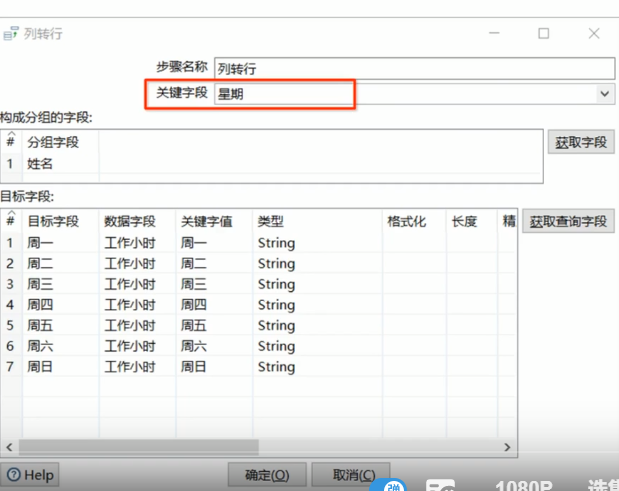 列转行
步骤名称 列转行
关键字段 星期
构成分组的字段:
# 分组字段
获取字段
1 姓名
目标字段:
# 目标字段 数据字段 关键字值 类型 格式化 长度 精
获取查询字段
1 周一 工作小时 周一 String
2 周二 工作小时 周二 String
3 周三 工作小时 周三 String
4 周四 工作小时 周四 String
5 周五 工作小时 周五 String
6 周六 工作小时 周六 String
7 周日 工作小时 周日 String
Help 确定(O) 取消(C)
弹 1080P 选集